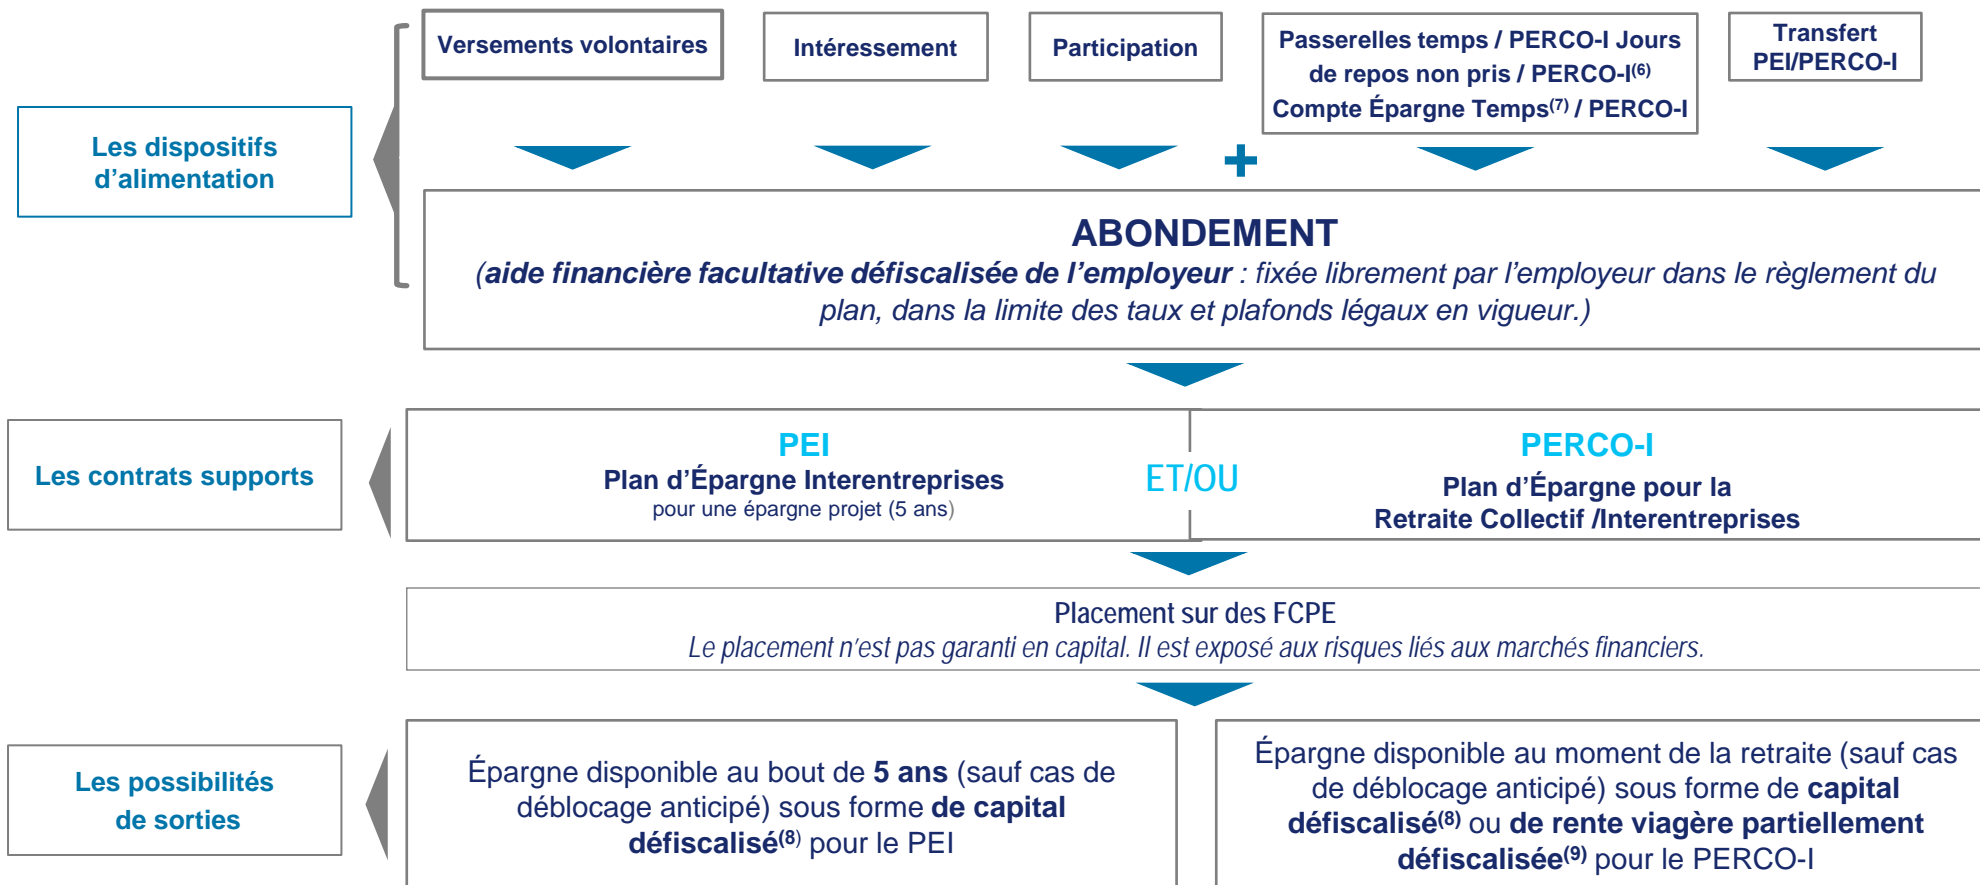 Versements volontaires
Intéressement
Participation
Passerelles temps / PERCO-I Jours
de repos non pris / PERCO-I(6)
Compte Épargne Temps(7) / PERCO-I
Transfert
PEI/PERCO-I
Les dispositifs
d'alimentation
+
ABONDEMENT
(aide financière facultative défiscalisée de l'employeur : fixée librement par l'employeur dans le règlement du
plan, dans la limite des taux et plafonds légaux en vigueur.)
Les contrats supports
PEI
Plan d'Épargne Interentreprises
pour une épargne projet (5 ans)
ET/OU
PERCO-I
Plan d'Épargne pour la
Retraite Collectif /Interentreprises
Placement sur des FCPE
Le placement n'est pas garanti en capital. Il est exposé aux risques liés aux marchés financiers.
Les possibilités
de sorties
Épargne disponible au bout de 5 ans (sauf cas de
déblocage anticipé) sous forme de capital
défiscalisé(8) pour le PEI
Épargne disponible au moment de la retraite (sauf cas
de déblocage anticipé) sous forme de capital
défiscalisé(8) ou de rente viagère partiellement
défiscalisée(9) pour le PERCO-I